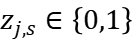 z_{j,s} ∈ {0,1}